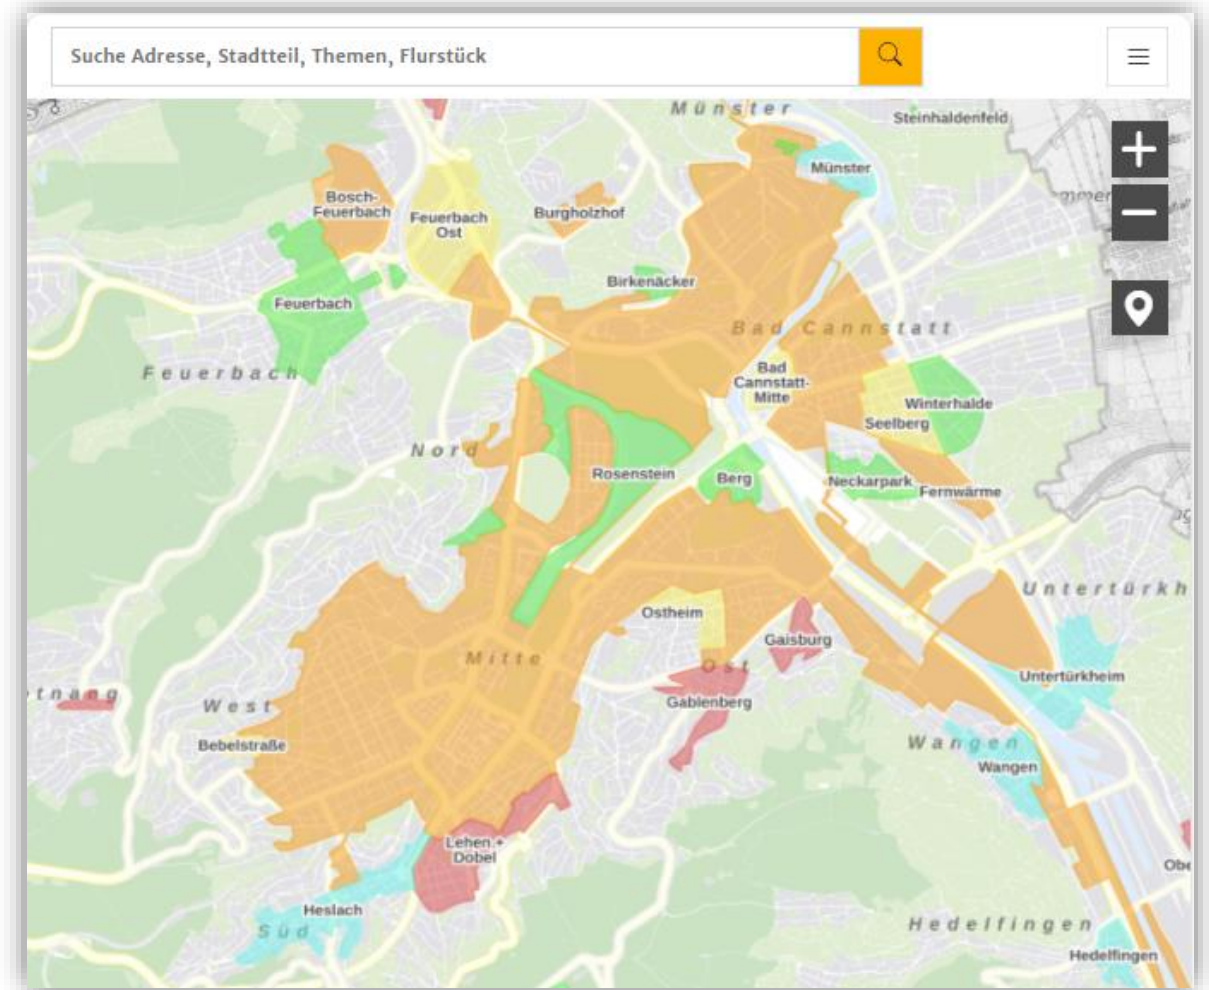 Suche Adresse, Stadtteil, Themen, Flurstück
Münster
Steinhaldenfeld
Münster
Bosch-
Feuerbach
Feuerbach
Ost
Burgholzhof
Birkenäcker
Feuerbach
Bad Cannstatt
Feuerbach
Bad
Cannstatt-
Mitte
Winterhalde
Seelberg
Nord
Rosenstein
Berg
Neckarpark
Fernwärme
Untertürkh
Ostheim
Gaisburg
Mitte
Ost
Untertürkheim
tnang
West
Gablenberg
Bebelstraße
Wangen
Wangen
Lehen.+
Dobel
Obe
Heslach
Süd
Hedelfingen
Hedelfingen